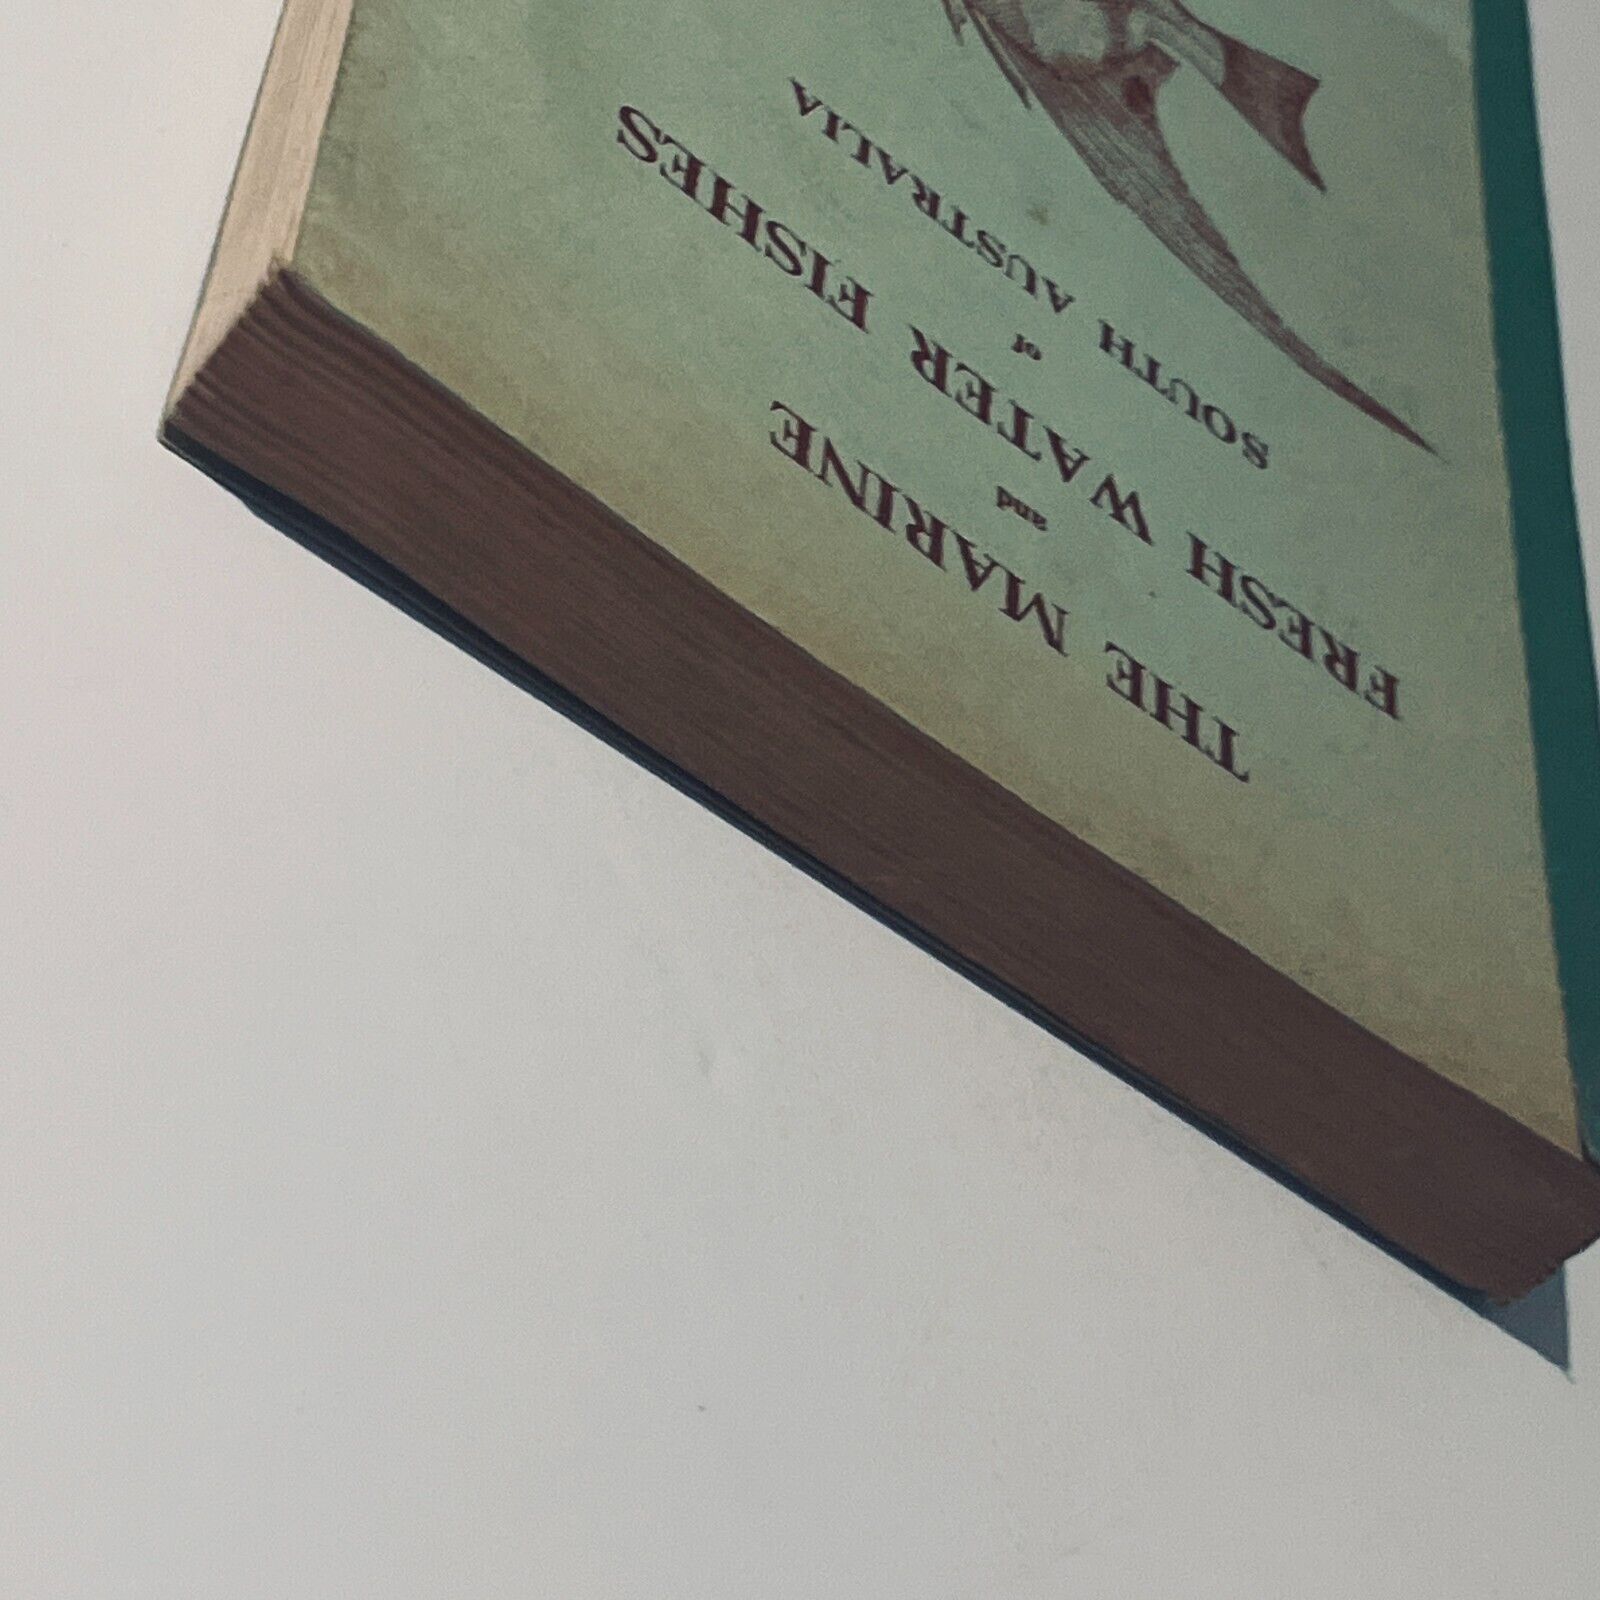 THE MARINE
and
FRESH WATER FISHES
of
SOUTH AUSTRALIA